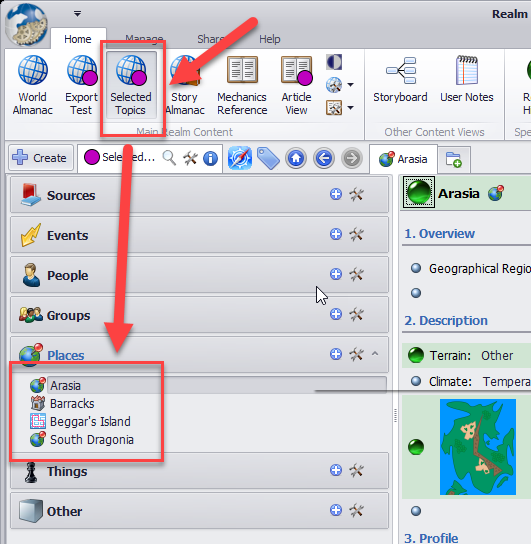 Realm
Home Manage Share Help
World Almanac
Export Test
Selected Topics
Story Almanac
Mechanics Reference
Article View
Storyboard
User Notes
Main Realm Content
Other Content Views
Create
Arasia
Sources
Events
People
Groups
Places
Arasia
Barracks
Beggar's Island
South Dragonia
Things
Other
Arasia
1. Overview
Geographical Regio
2. Description
Terrain: Other
Climate: Tempera
3. Profile